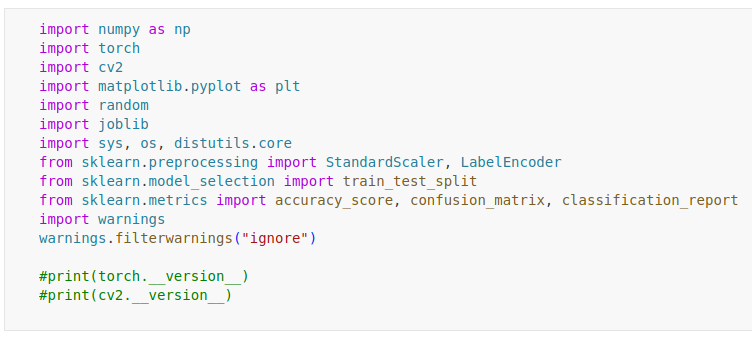 import numpy as np
import torch
import cv2
import matplotlib.pyplot as plt
import random
import joblib
import sys, os, distutils.core
from sklearn.preprocessing import StandardScaler, LabelEncoder
from sklearn.model_selection import train_test_split
from sklearn.metrics import accuracy_score, confusion_matrix, classification_report
import warnings
warnings.filterwarnings("ignore")

#print(torch.__version__)
#print(cv2.__version__)